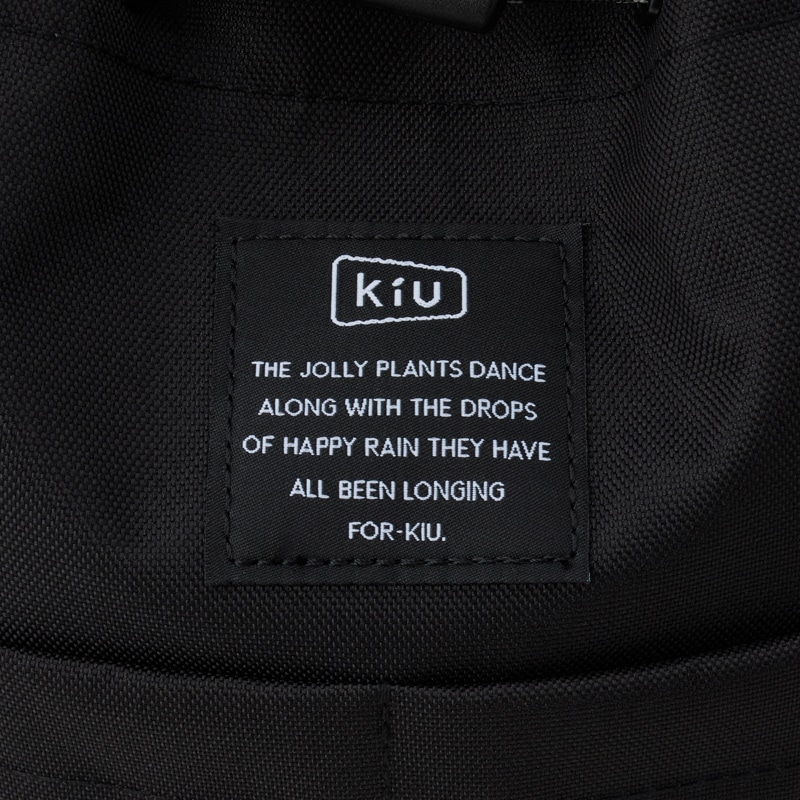 kiu
THE JOLLY PLANTS DANCE
ALONG WITH THE DROPS
OF HAPPY RAIN THEY HAVE
ALL BEEN LONGING
FOR-KIU.